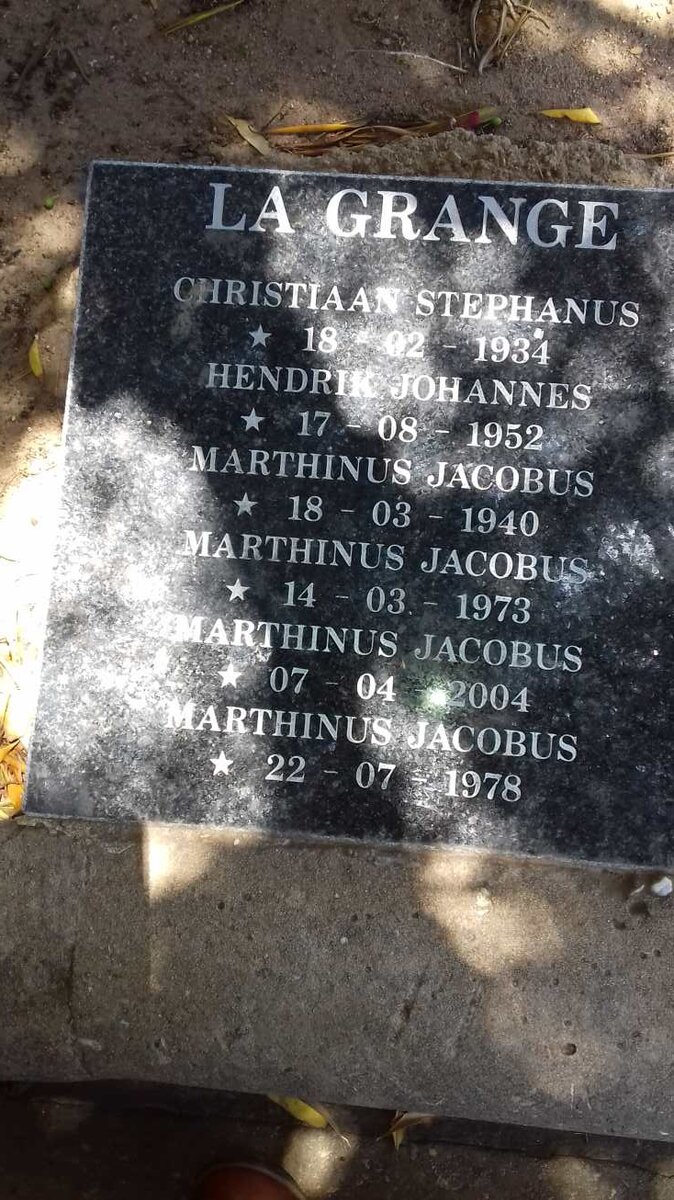 LA GRANGE
CHRISTIAAN STEPHANUS
★ 18 - 02 - 1934
HENDRIK JOHANNES
★ 17 - 08 - 1952
MARTHINUS JACOBUS
★ 18 - 03 - 1940
MARTHINUS JACOBUS
★ 14 - 03 - 1973
MARTHINUS JACOBUS
★ 07 - 04 - 2004
MARTHINUS JACOBUS
★ 22 - 07 - 1978